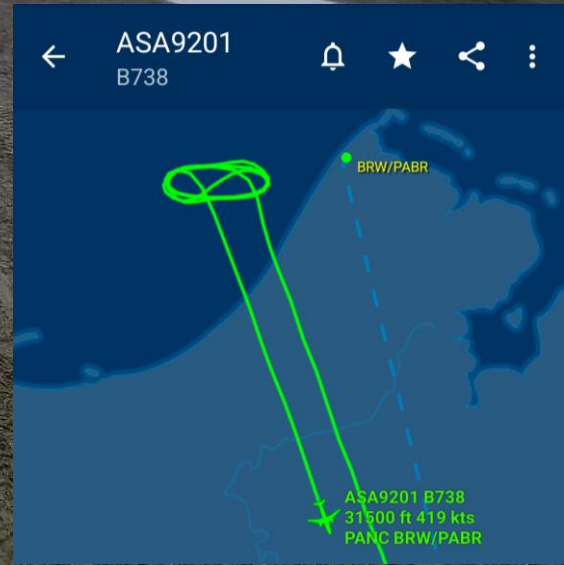 ASA9201
B738
BRW/PABR
ASA9201 B738
31500 ft 419 kts
PANC BRW/PABR